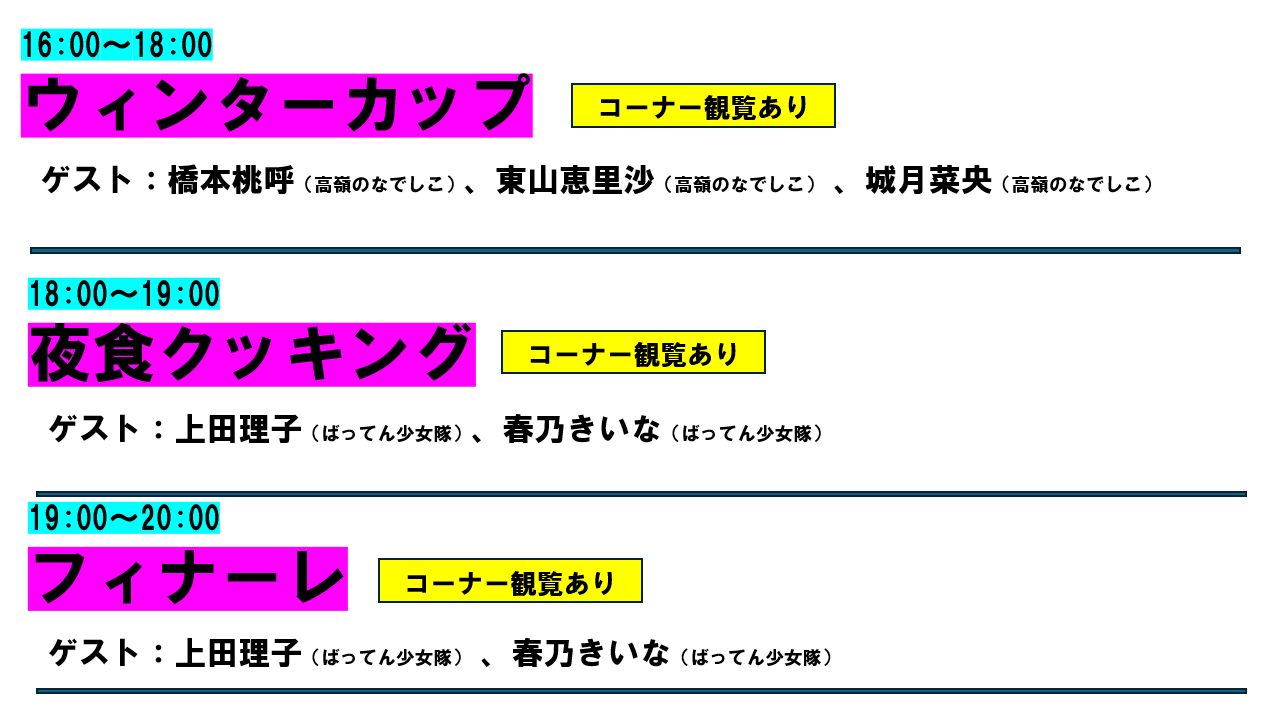 16:00～18:00
ウィンターカップ コーナー観覧あり
ゲスト：橋本桃呼（高嶺のなでしこ）、東山恵里沙（高嶺のなでしこ）、城月菜央（高嶺のなでしこ）
18:00～19:00
夜食クッキング コーナー観覧あり
ゲスト：上田理子（ばってん少女隊）、春乃きいな（ばってん少女隊）
19:00～20:00
フィナーレ コーナー観覧あり
ゲスト：上田理子（ばってん少女隊）、春乃きいな（ばってん少女隊）